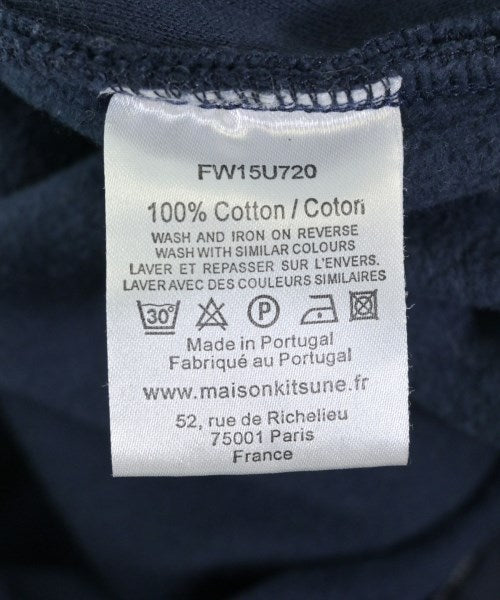 FW15U720
100% Cotton / Coton
WASH AND IRON ON REVERSE
WASH WITH SIMILAR COLOURS
LAVER ET REPASSER SUR L'ENVERS.
LAVER AVEC DES COULEURS SIMILAIRES
30° P
Made in Portugal
Fabriqué au Portugal
www.maisonkitsune.fr
52, rue de Richelieu
75001 Paris
France